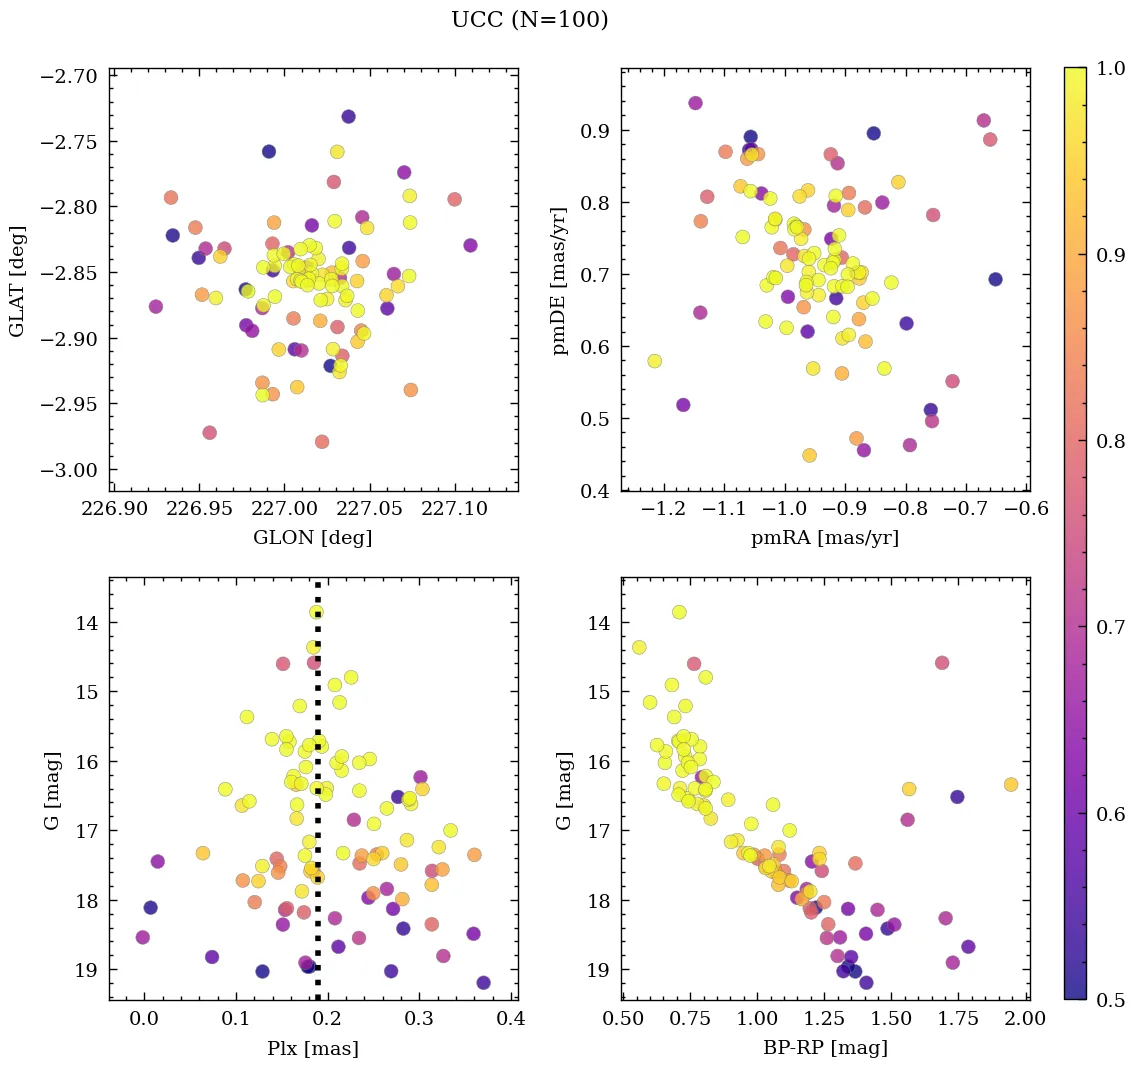 UCC (N=100)
−2.70
−2.75
−2.80
−2.85
−2.90
−2.95
−3.00
GLAT [deg]
226.90 226.95 227.00 227.05 227.10
GLON [deg]
0.9
0.8
0.7
0.6
0.5
0.4
pmDE [mas/yr]
−1.2 −1.1 −1.0 −0.9 −0.8 −0.7 −0.6
pmRA [mas/yr]
14
15
16
17
18
19
G [mag]
0.0 0.1 0.2 0.3 0.4
Plx [mas]
14
15
16
17
18
19
G [mag]
0.50 0.75 1.00 1.25 1.50 1.75 2.00
BP-RP [mag]
1.0
0.9
0.8
0.7
0.6
0.5